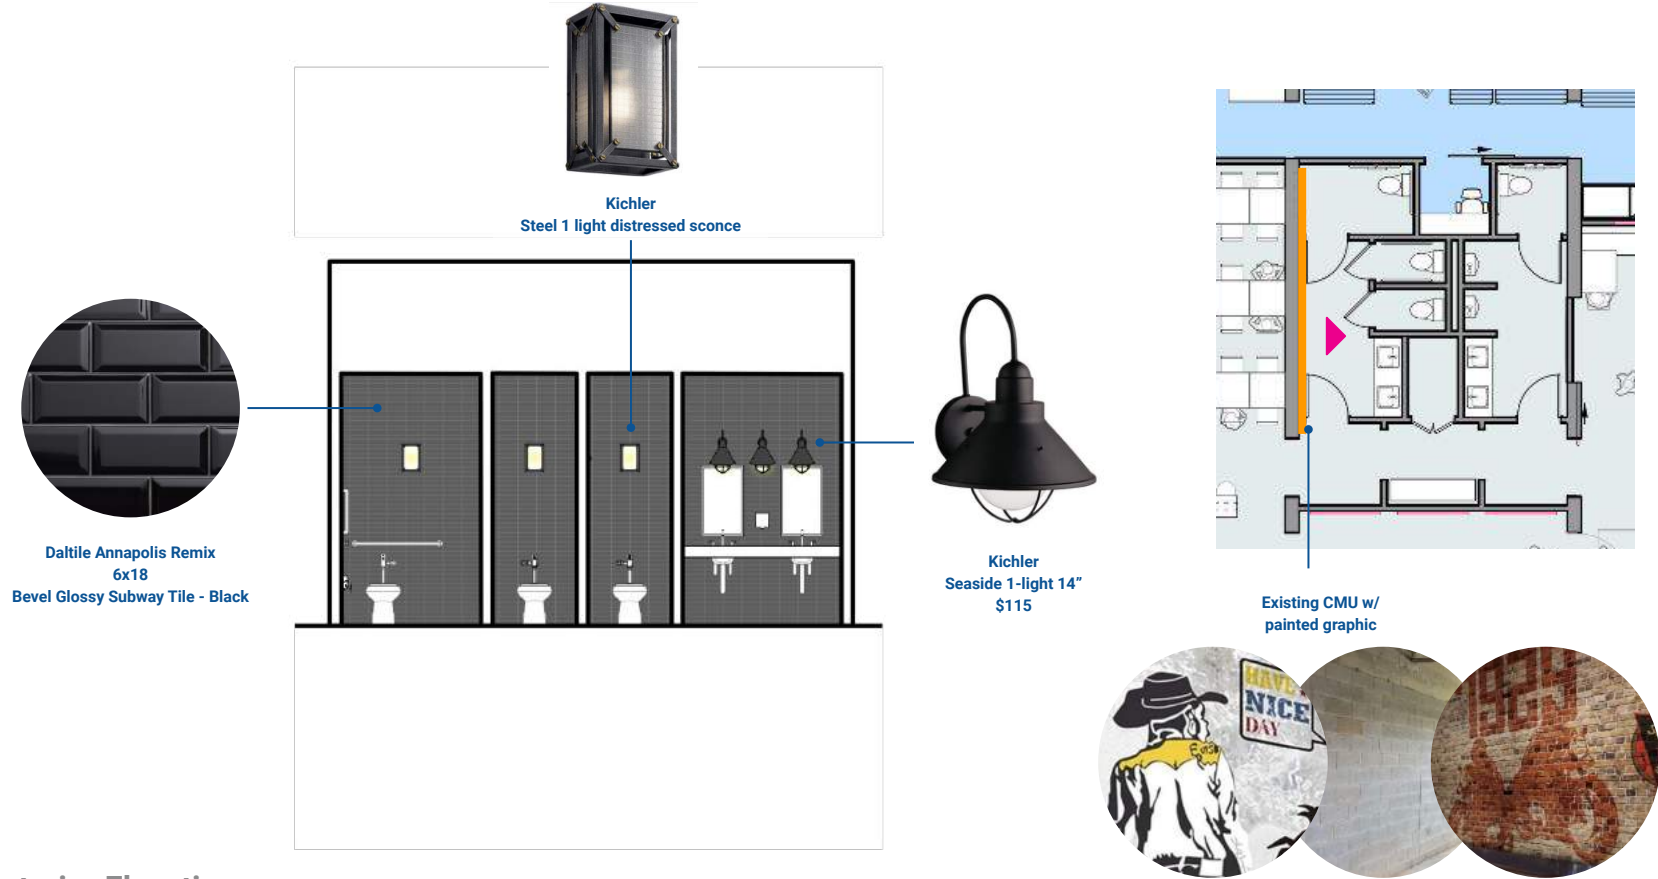 Kichler
Steel 1 light distressed sconce
Daltile Annapolis Remix
6x18
Bevel Glossy Subway Tile - Black
Kichler
Seaside 1-light 14”
$115
Existing CMU w/
painted graphic
HAVE
NICE
DAY
1929